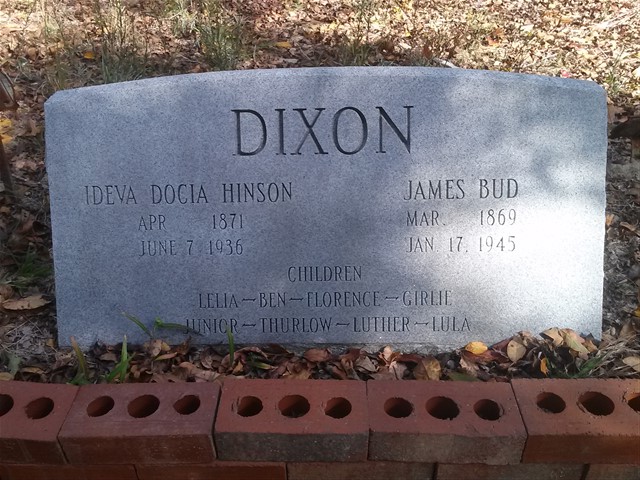 DIXON
IDEVA DOCIA HINSON
APR 1871
JUNE 7 1936
JAMES BUD
MAR. 1869
JAN 17, 1945
CHILDREN
LELIA~BEN~FLORENCE~GIRLIE
JUNIOR~THURLOW~LUTHER~LULA